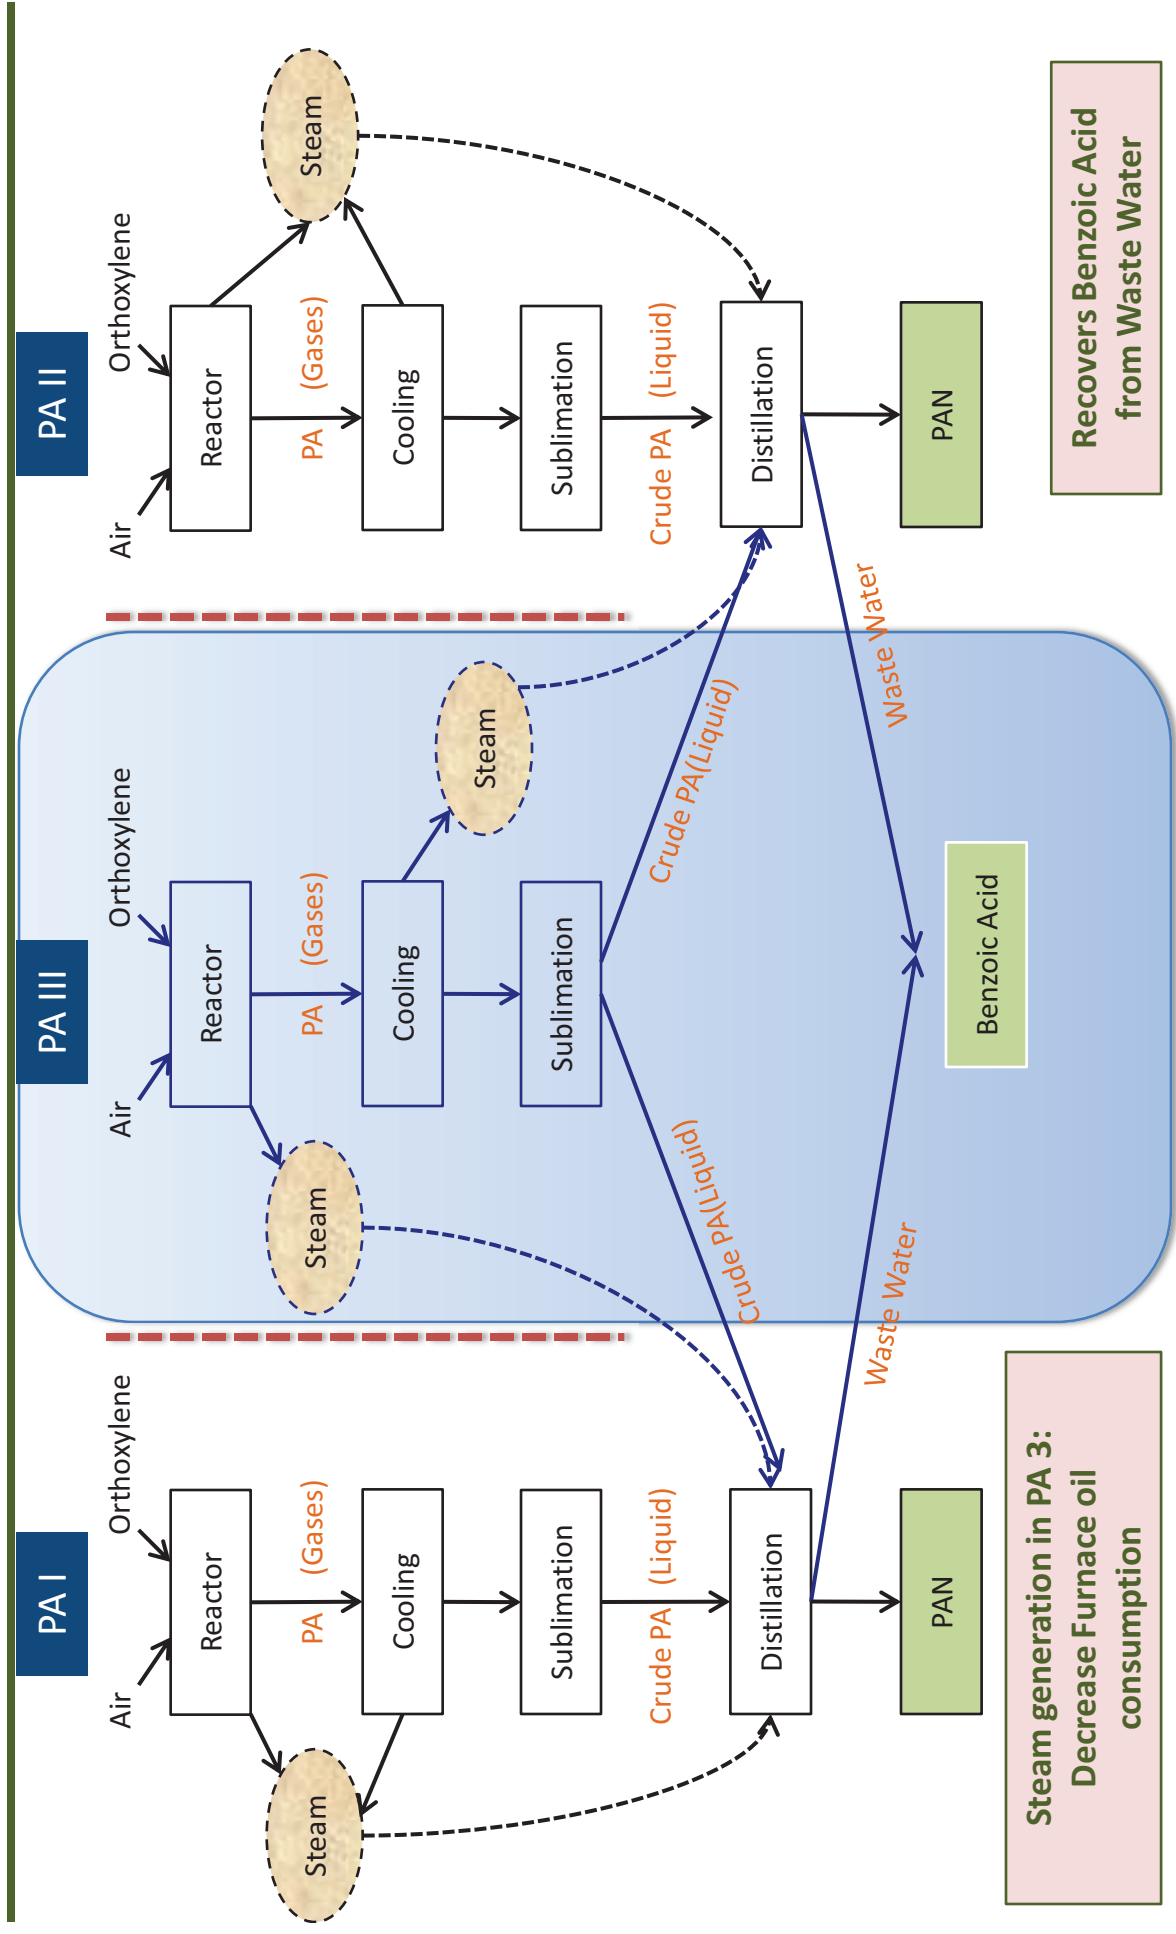 PA I
Air
Orthoxylene
Reactor
PA (Gases)
Steam
Cooling
Sublimation
Crude PA (Liquid)
Distillation
PAN
Steam generation in PA 3:
Decrease Furnace oil
consumption
PA III
Air
Orthoxylene
Reactor
Steam
PA (Gases)
Cooling
Steam
Sublimation
Crude PA(Liquid)
Crude PA(Liquid)
Waste Water
Waste Water
Benzoic Acid
PA II
Air
Orthoxylene
Reactor
PA (Gases)
Steam
Cooling
Sublimation
Crude PA (Liquid)
Distillation
PAN
Recovers Benzoic Acid
from Waste Water